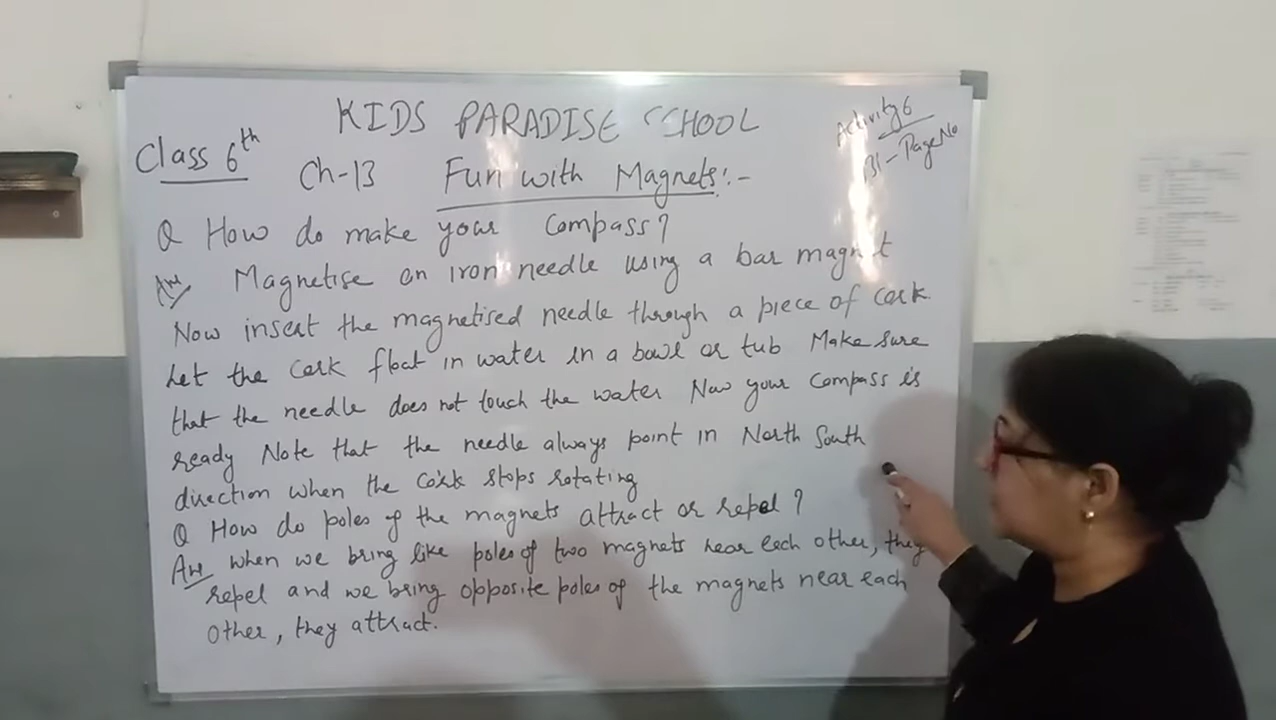 KIDS PARADISE SCHOOL
Activity 6
131 - Page No
Class 6th
Ch-13 Fun with Magnets:-
Q How do make your Compass?
Ans Magnetise an iron needle using a bar magnet
Now insert the magnetised needle through a piece of cork
Let the cork float in water in a bowl or tub Make sure
that the needle does not touch the water Now your compass is
ready Note that the needle always point in North South
direction when the cork stops rotating
Q How do poles of the magnets attract or repel?
Ans When we bring like poles of two magnets near each other, they
repel and we bring opposite poles of the magnets near each
other, they attract.